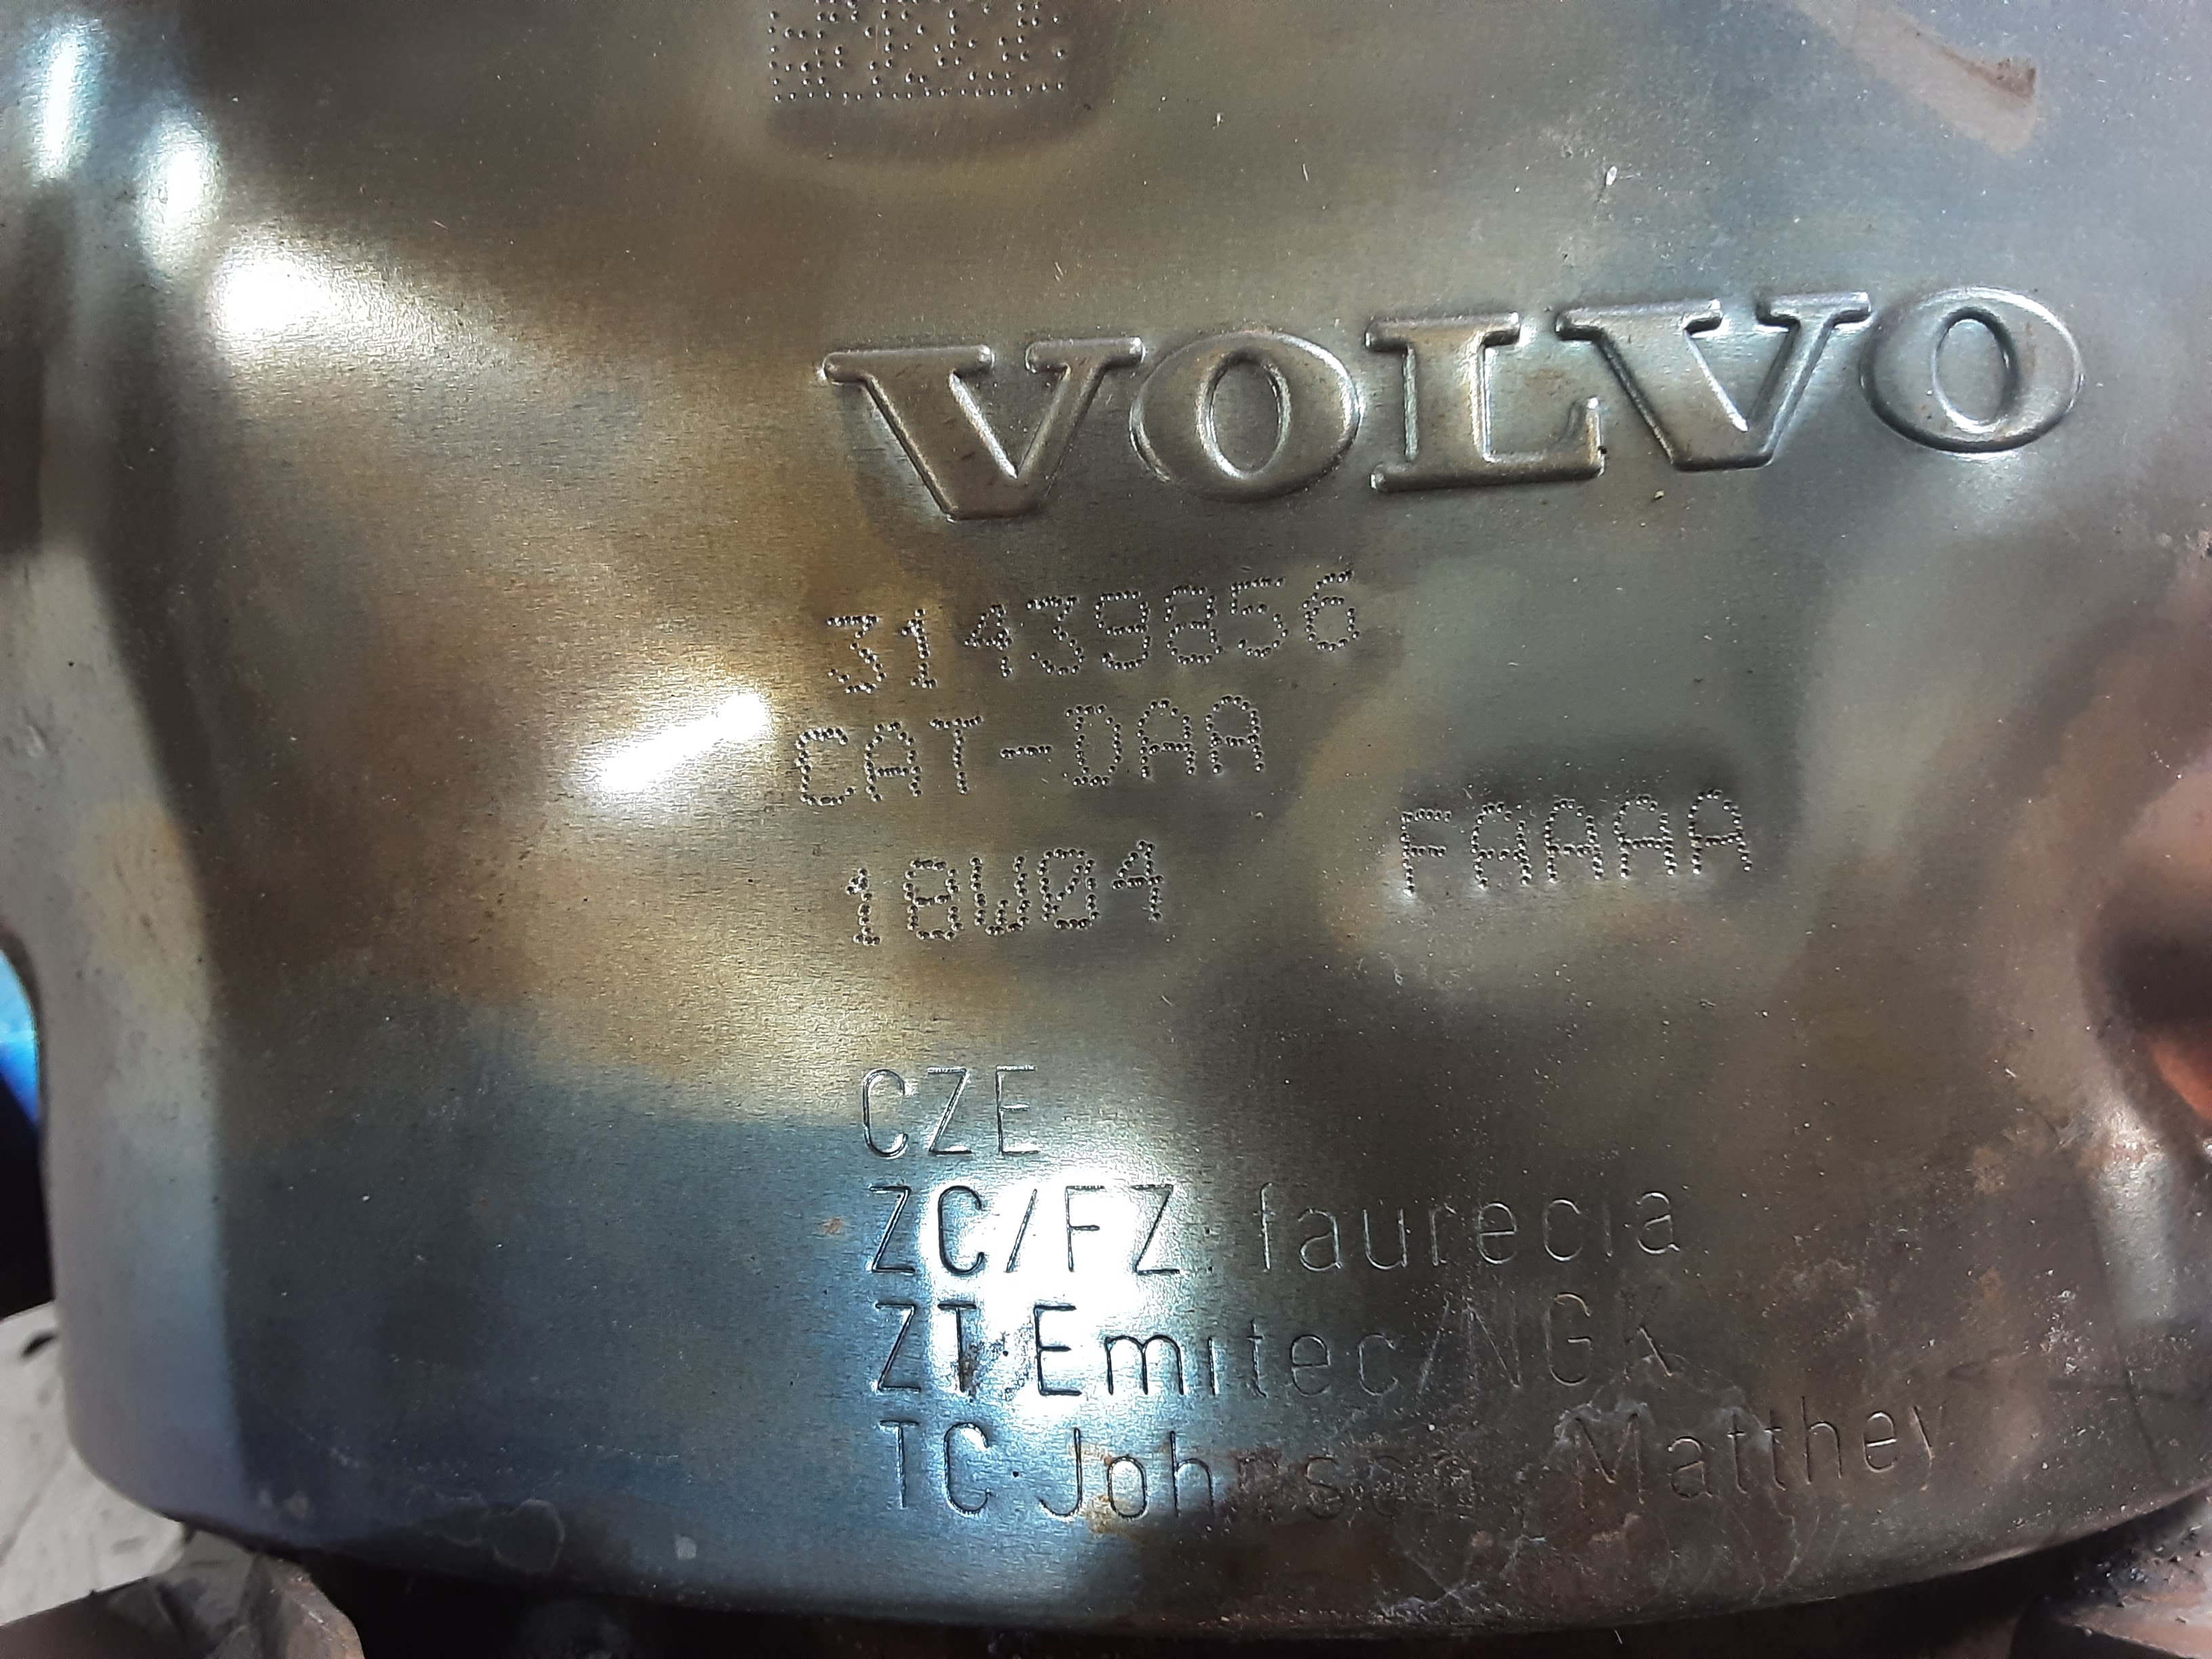 VOLVO
31439856
CAT-DAA
18W04 FAAAA
CZE
ZC/FZ faurecia
ZT Emitec/NGK
TC Johnson Matthey